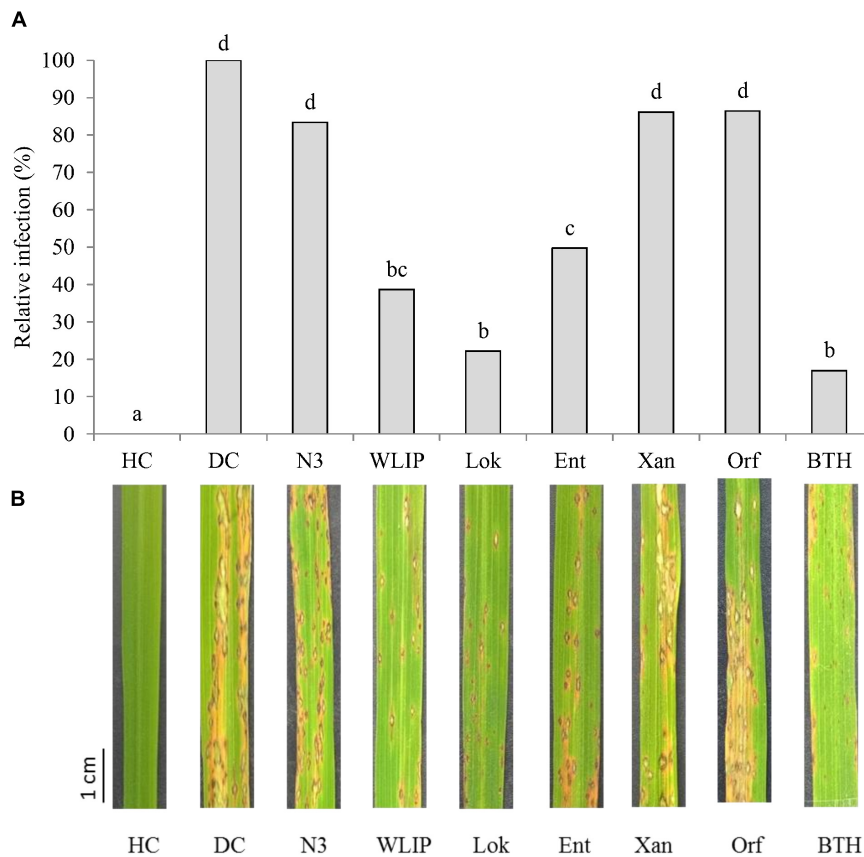 A
d
100
d
d
d
90
80
70
60
c
50
bc
40
b
30
b
20
10
a
0
Relative infection (%)
HC DC N3 WLIP Lok Ent Xan Orf BTH
B
1 cm
HC DC N3 WLIP Lok Ent Xan Orf BTH